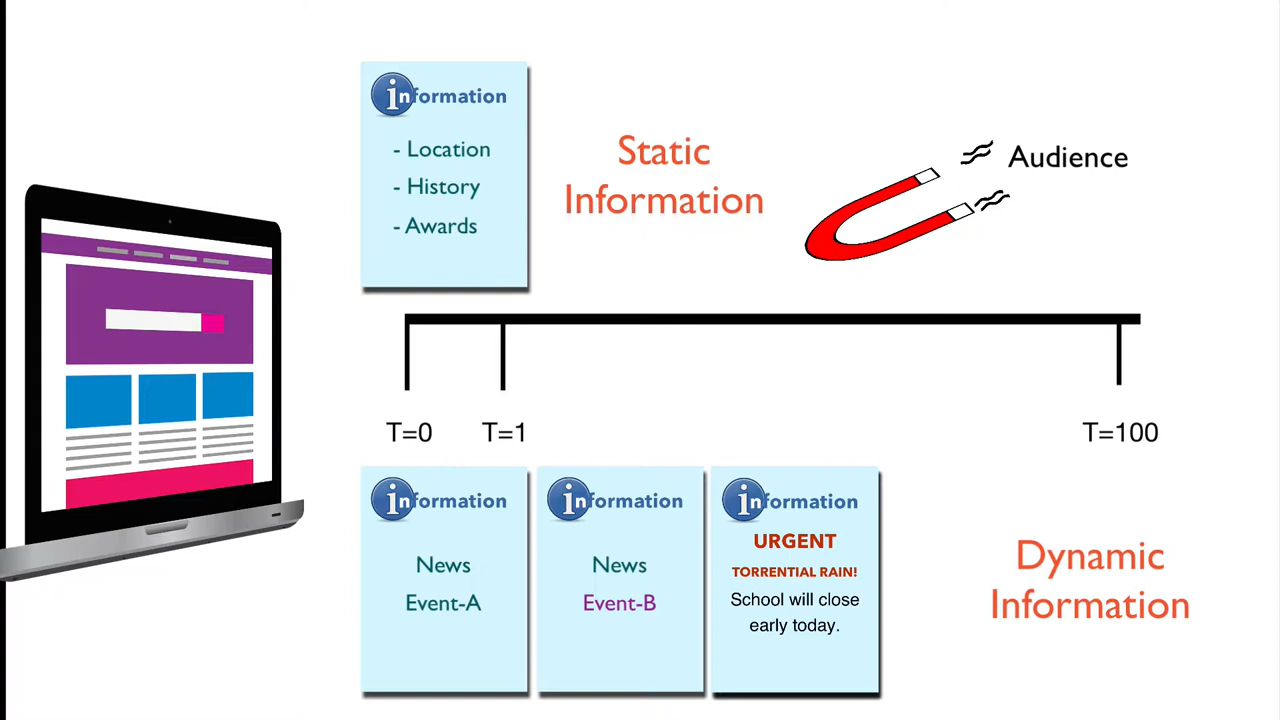 information
- Location
- History
- Awards
Static
Information
Audience
T=0
T=1
T=100
information
News
Event-A
information
News
Event-B
information
URGENT
TORRENTIAL RAIN!
School will close
early today.
Dynamic
Information